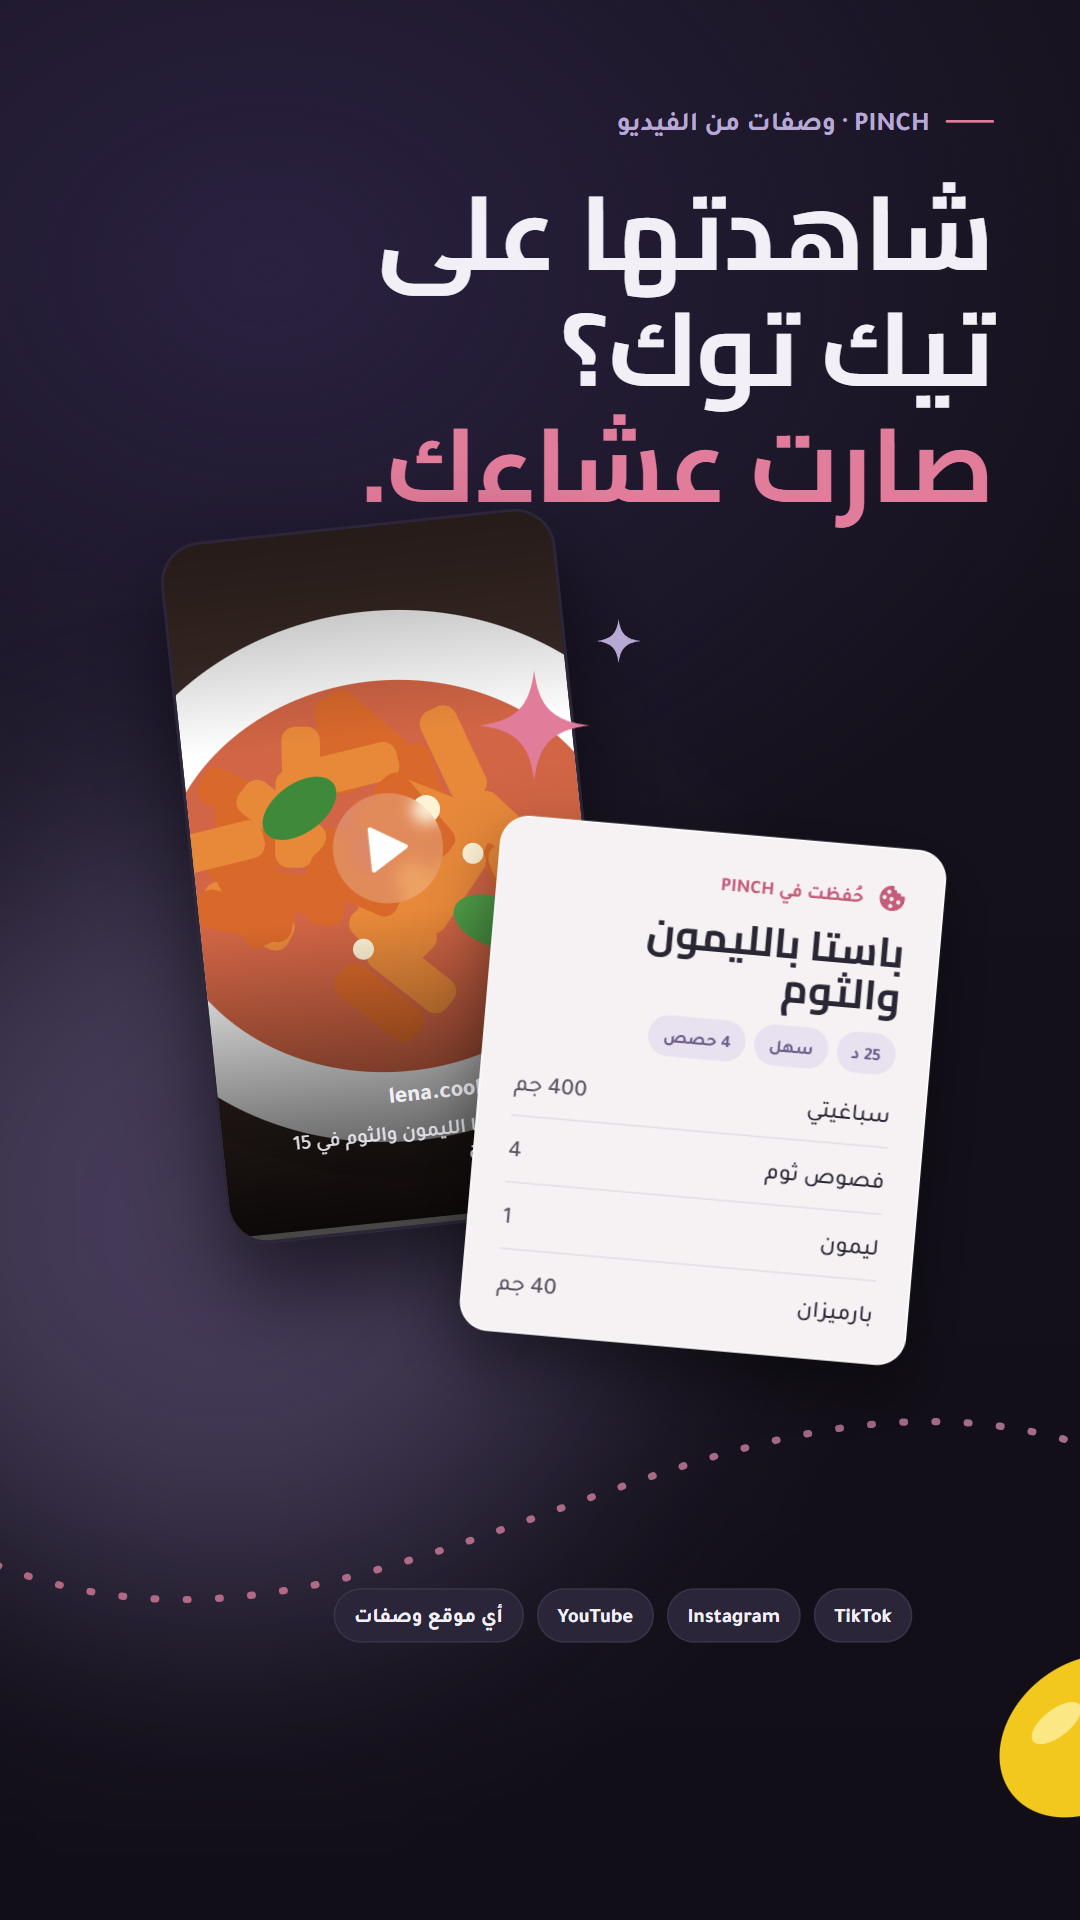 PINCH · وصفات من الفيديو
شاهدتها على
تيك توك؟
صارت عشاءك.
lena.coo
الليمون والثوم في 15
حُفظت في PINCH
باستا بالليمون
والثوم
25 د
سهل
4 حصص
سباغيتي 400 جم
فصوص ثوم 4
ليمون 1
بارميزان 40 جم
TikTok
Instagram
YouTube
أي موقع وصفات